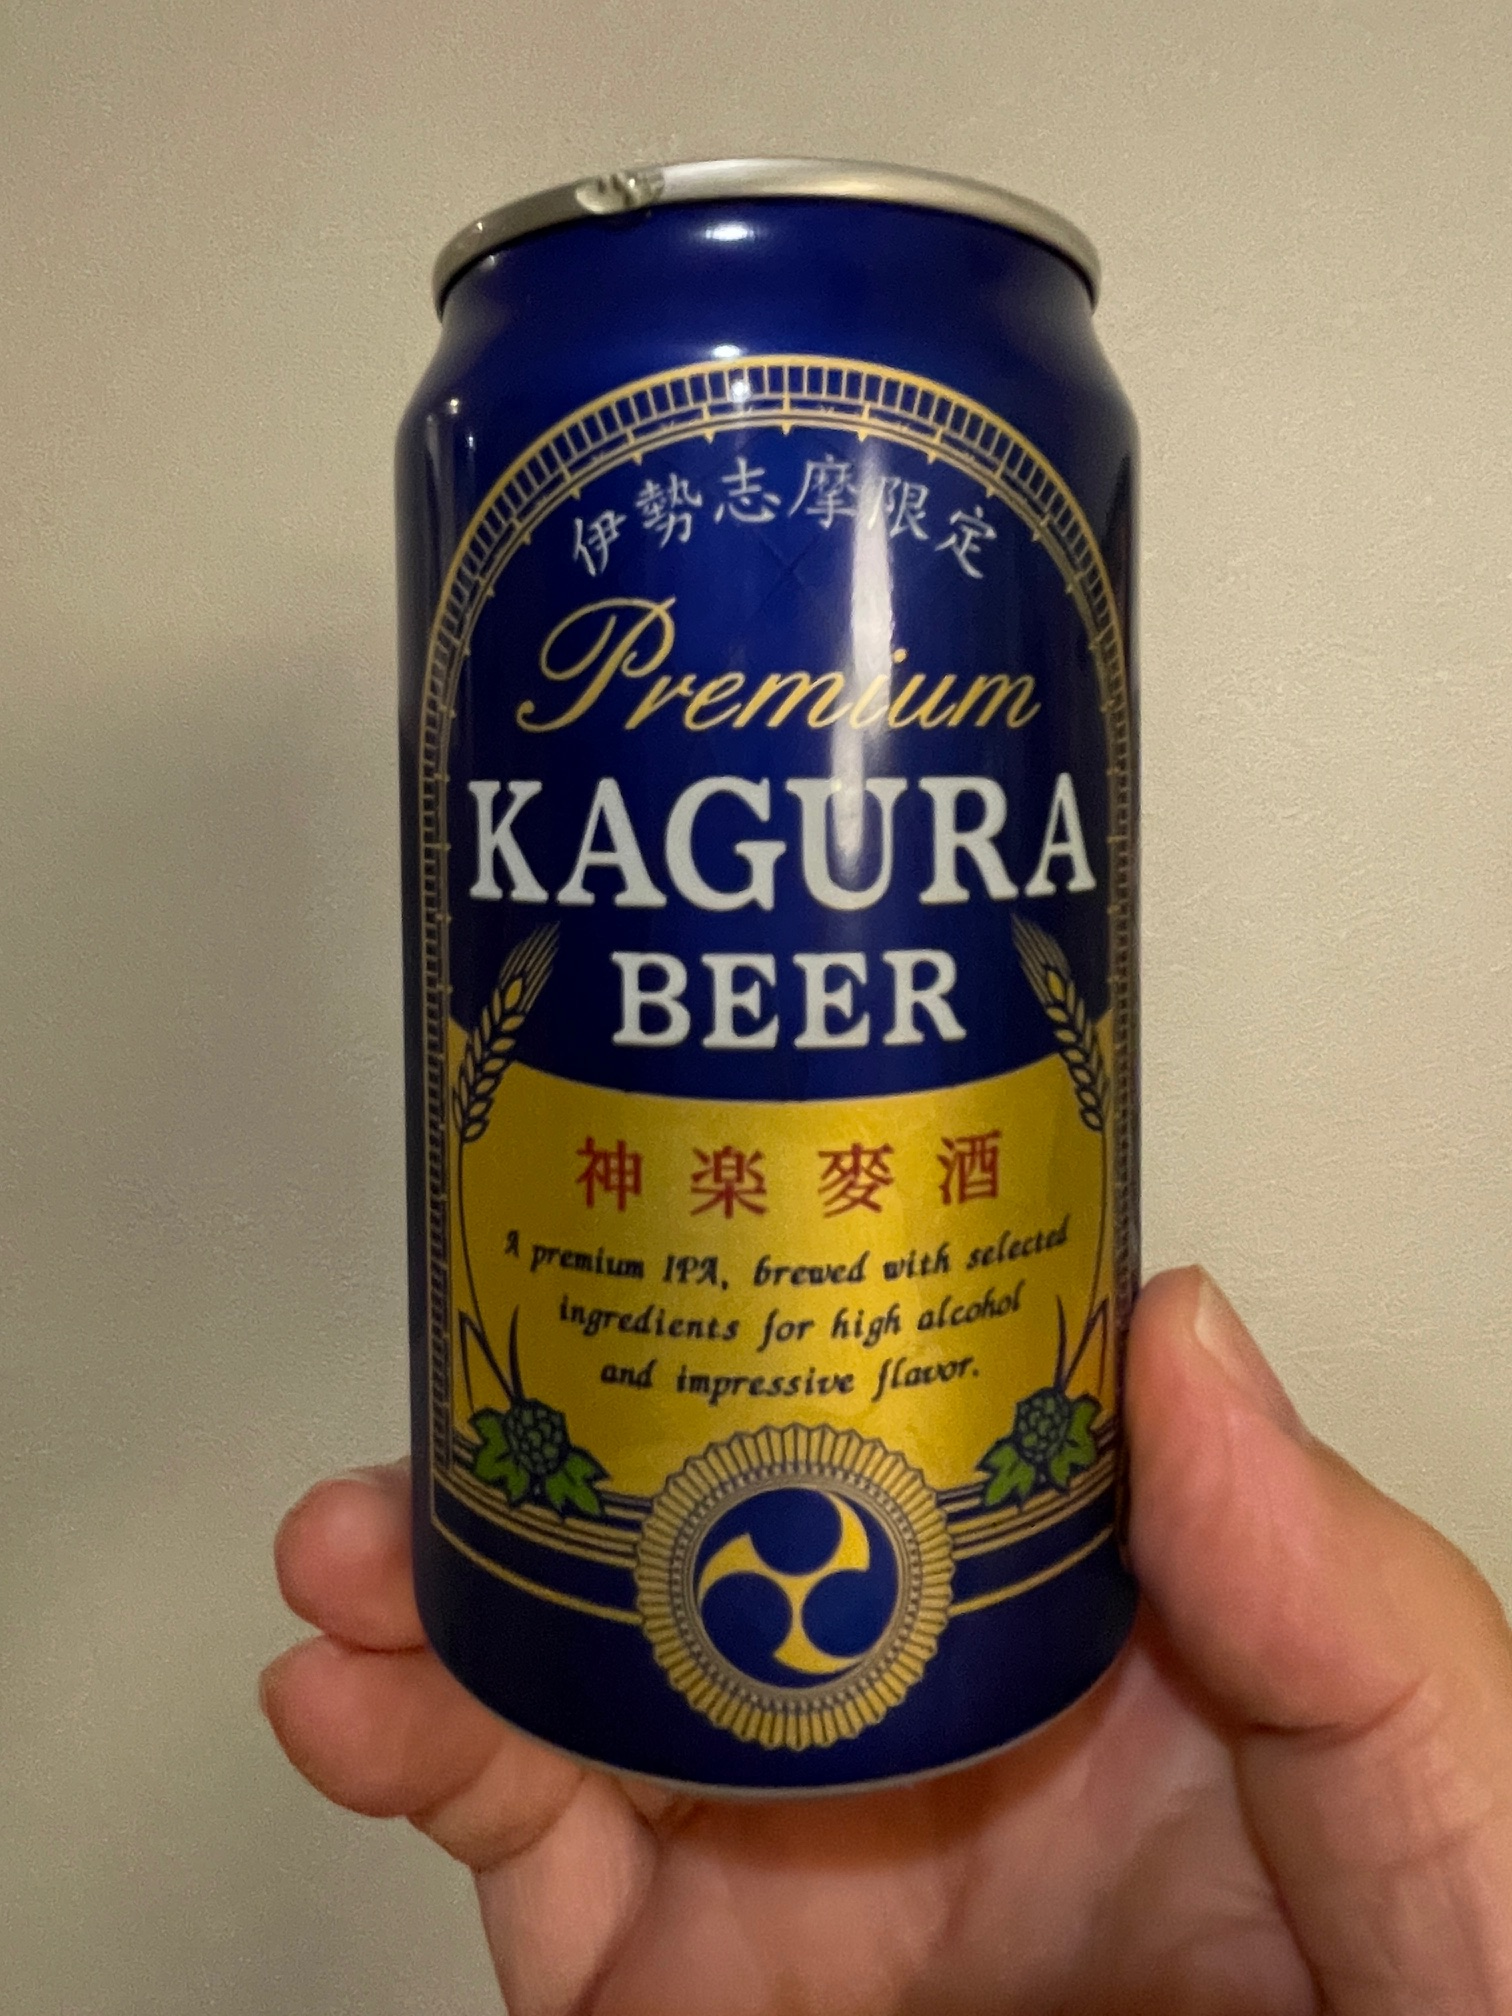 伊勢志摩限定
Premium
KAGURA
BEER
神楽麥酒
A premium IPA, brewed with selected
ingredients for high alcohol
and impressive flavor.